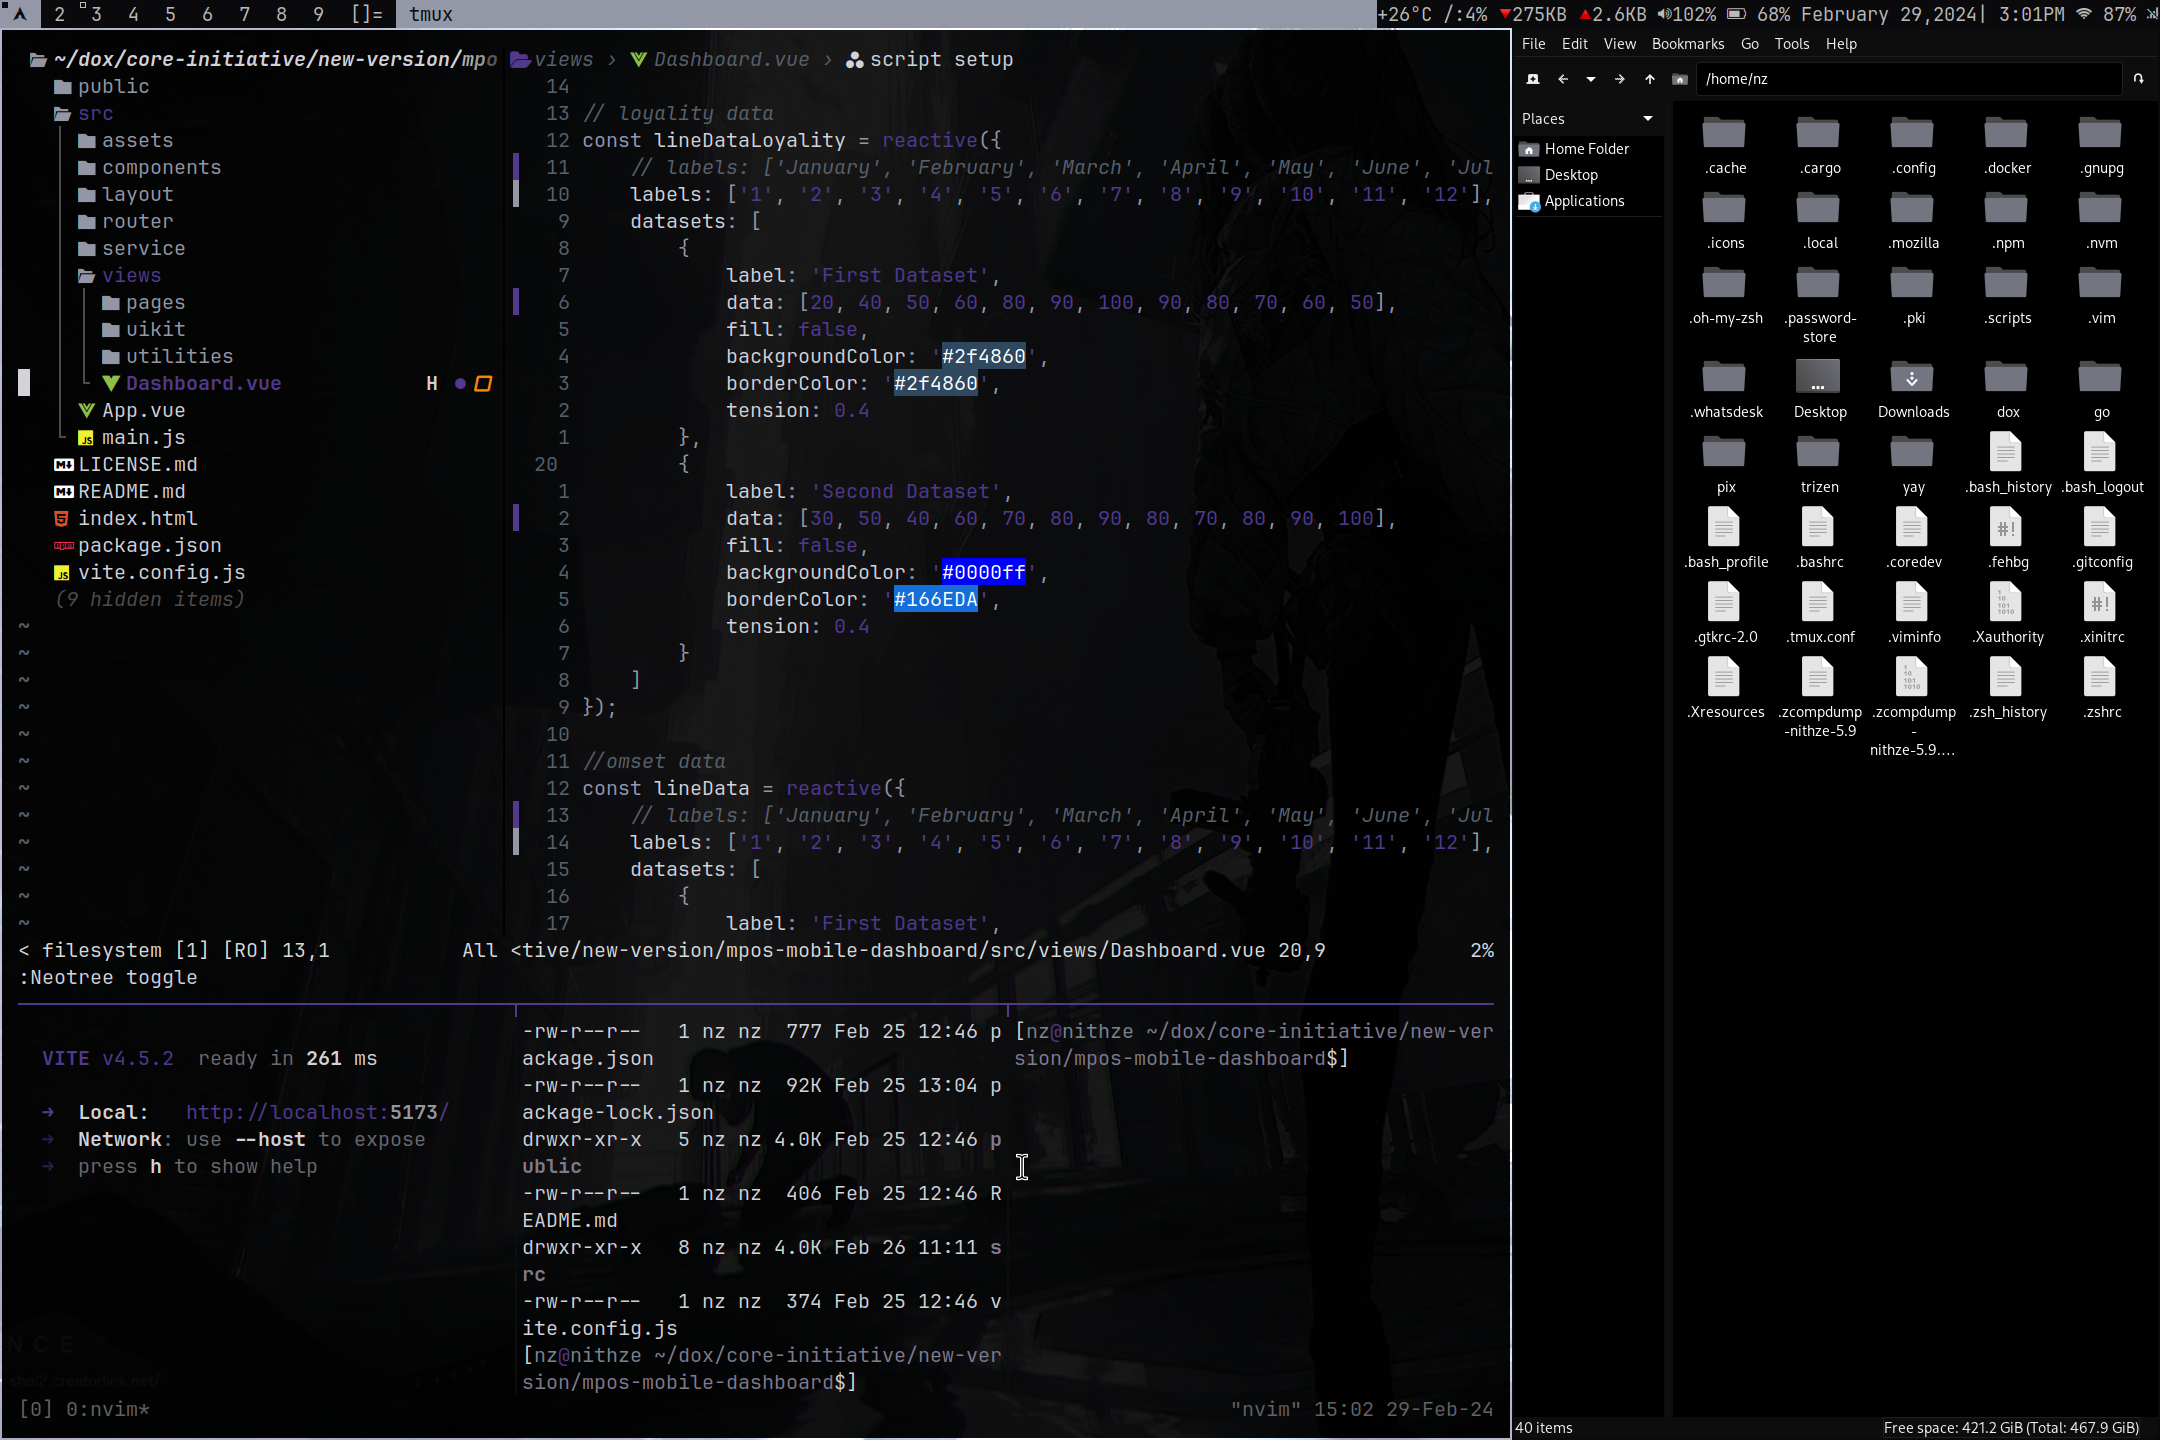 2 3 4 5 6 7 8 9 []= tmux
+26°C /:4% 275KB 2.6KB 102% 68% February 29,2024| 3:01PM 87%
~/dox/core-initiative/new-version/mpo
public
src
assets
components
layout
router
service
views
pages
uikit
utilities
Dashboard.vue H
App.vue
main.js
LICENSE.md
README.md
index.html
package.json
vite.config.js
(9 hidden items)
~
~
~
~
~
~
~
~
~
~
~
~
views › Dashboard.vue › script setup
14
13 // loyality data
12 const lineDataLoyality = reactive({
11 // labels: ['January', 'February', 'March', 'April', 'May', 'June', 'Jul
10 labels: ['1', '2', '3', '4', '5', '6', '7', '8', '9', '10', '11', '12'],
9 datasets: [
8 {
7 label: 'First Dataset',
6 data: [20, 40, 50, 60, 80, 90, 100, 90, 80, 70, 60, 50],
5 fill: false,
4 backgroundColor: '#2f4860',
3 borderColor: '#2f4860',
2 tension: 0.4
1 },
20 {
1 label: 'Second Dataset',
2 data: [30, 50, 40, 60, 70, 80, 90, 80, 70, 80, 90, 100],
3 fill: false,
4 backgroundColor: '#0000ff',
5 borderColor: '#166EDA',
6 tension: 0.4
7 }
8 ]
9 });
10
11 //omset data
12 const lineData = reactive({
13 // labels: ['January', 'February', 'March', 'April', 'May', 'June', 'Jul
14 labels: ['1', '2', '3', '4', '5', '6', '7', '8', '9', '10', '11', '12'],
15 datasets: [
16 {
17 label: 'First Dataset',
< filesystem [1] [RO] 13,1 All <tive/new-version/mpos-mobile-dashboard/src/views/Dashboard.vue 20,9 2%
:Neotree toggle
VITE v4.5.2 ready in 261 ms
➜ Local: http://localhost:5173/
➜ Network: use --host to expose
➜ press h to show help
-rw-r--r-- 1 nz nz 777 Feb 25 12:46 p
ackage.json
-rw-r--r-- 1 nz nz 92K Feb 25 13:04 p
ackage-lock.json
drwxr-xr-x 5 nz nz 4.0K Feb 25 12:46 p
ublic
-rw-r--r-- 1 nz nz 406 Feb 25 12:46 R
EADME.md
drwxr-xr-x 8 nz nz 4.0K Feb 26 11:11 s
rc
-rw-r--r-- 1 nz nz 374 Feb 25 12:46 v
ite.config.js
[nz@nithze ~/dox/core-initiative/new-ver
sion/mpos-mobile-dashboard$]
[nz@nithze ~/dox/core-initiative/new-ver
sion/mpos-mobile-dashboard$]
N C E
[0] 0:nvim* "nvim" 15:02 29-Feb-24
File Edit View Bookmarks Go Tools Help
/home/nz
Places
Home Folder
Desktop
Applications
.cache .cargo .config .docker .gnupg
.icons .local .mozilla .npm .nvm
.oh-my-zsh .password- .pki .scripts .vim
store
.whatsdesk Desktop Downloads dox go
pix trizen yay .bash_history .bash_logout
.bash_profile .bashrc .coredev .fehbg .gitconfig
.gtkrc-2.0 .tmux.conf .viminfo .Xauthority .xinitrc
.Xresources .zcompdump .zcompdump .zsh_history .zshrc
-nithze-5.9 -
nithze-5.9....
40 items Free space: 421.2 GiB (Total: 467.9 GiB)